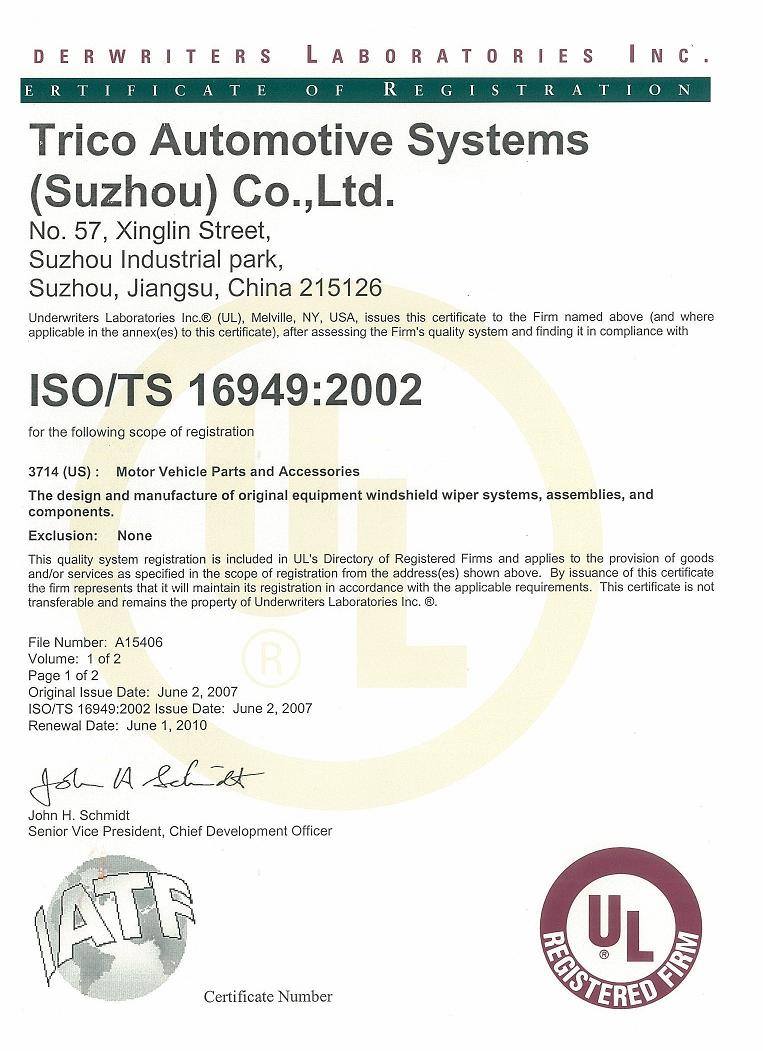 DERWRITERS LABORATORIES INC.
ERTIFICATE OF REGISTRATION
Trico Automotive Systems
(Suzhou) Co.,Ltd.
No. 57, Xinglin Street,
Suzhou Industrial park,
Suzhou, Jiangsu, China 215126
Underwriters Laboratories Inc.® (UL), Melville, NY, USA, issues this certificate to the Firm named above (and where
applicable in the annex(es) to this certificate), after assessing the Firm's quality system and finding it in compliance with
ISO/TS 16949:2002
for the following scope of registration
3714 (US) : Motor Vehicle Parts and Accessories
The design and manufacture of original equipment windshield wiper systems, assemblies, and
components.
Exclusion: None
This quality system registration is included in UL's Directory of Registered Firms and applies to the provision of goods
and/or services as specified in the scope of registration from the address(es) shown above. By issuance of this certificate
the firm represents that it will maintain its registration in accordance with the applicable requirements. This certificate is not
transferable and remains the property of Underwriters Laboratories Inc. ®.
UL
®
File Number: A15406
Volume: 1 of 2
Page 1 of 2
Original Issue Date: June 2, 2007
ISO/TS 16949:2002 Issue Date: June 2, 2007
Renewal Date: June 1, 2010
John H Schmidt
John H. Schmidt
Senior Vice President, Chief Development Officer
IATF
UL
®
REGISTERED FIRM
Certificate Number